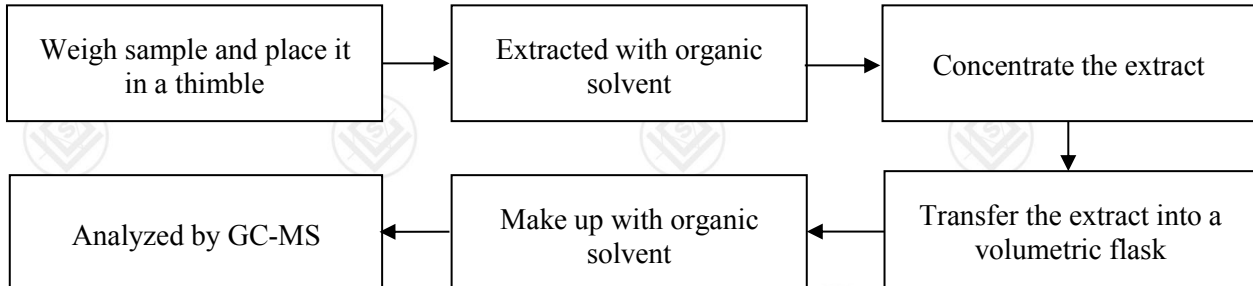 Weigh sample and place it
in a thimble
Extracted with organic
solvent
Concentrate the extract
Transfer the extract into a
volumetric flask
Make up with organic
solvent
Analyzed by GC-MS